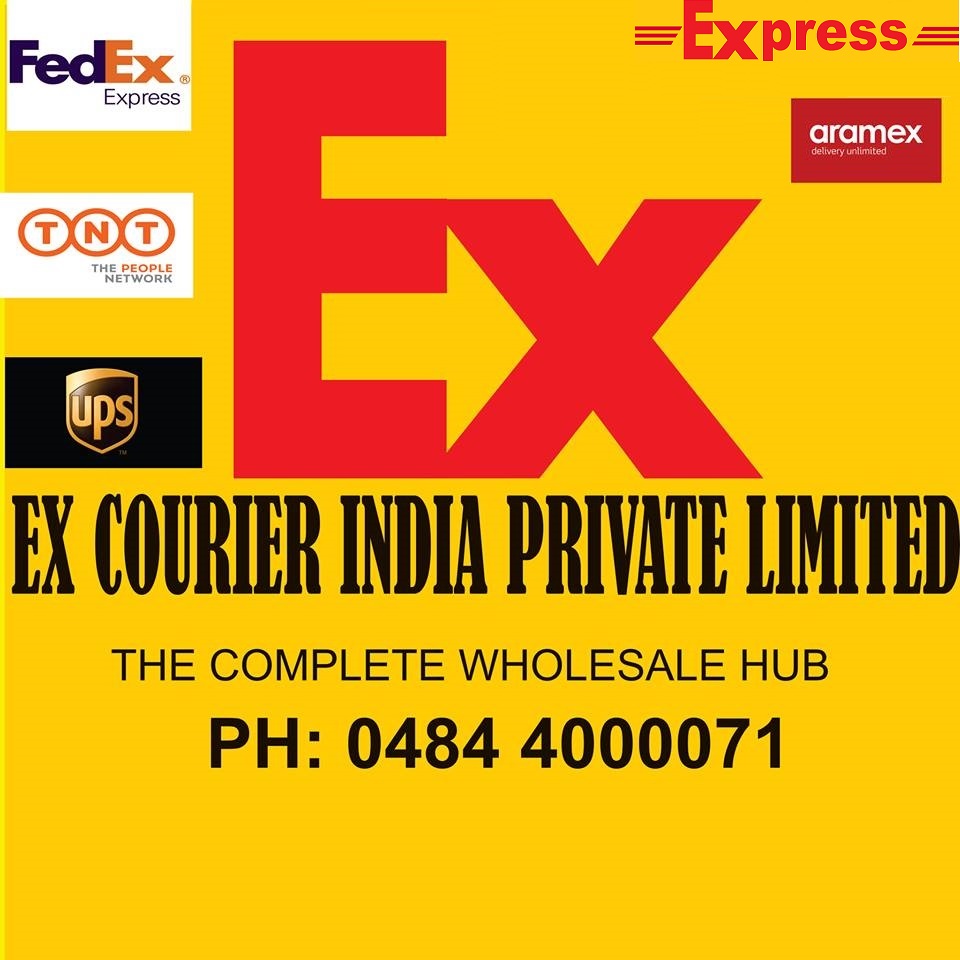 FedEx®
Express
Express
aramex
delivery unlimited
TNT
THE PEOPLE
NETWORK
ups
TM
Ex
EX COURIER INDIA PRIVATE LIMITED
THE COMPLETE WHOLESALE HUB
PH: 0484 4000071